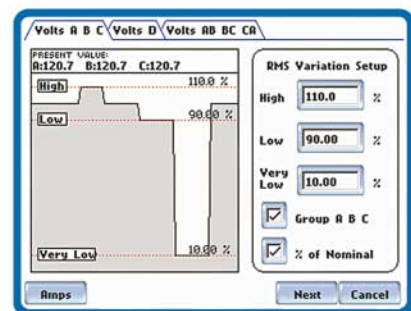 Volts A B C Volts D Volts AB BC CA
PRESENT VALUE:
A:120.7 B:120.7 C:120.7
High 110.0 %
Low 90.00 %
Very Low 10.00 %
RMS Variation Setup
High 110.0 %
Low 90.00 %
Very Low 10.00 %
Group A B C
% of Nominal
Amps Next Cancel